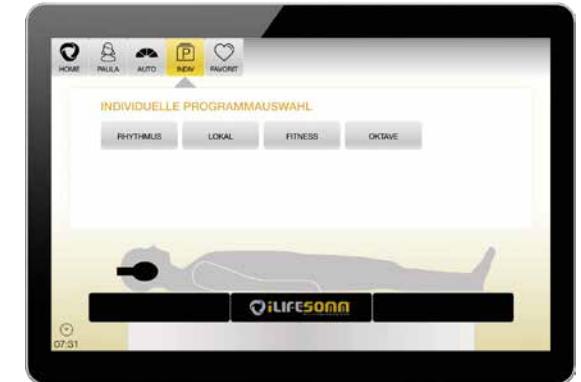 HOME PAULA AUTO INDIV FAVORIT
INDIVIDUELLE PROGRAMMAUSWAHL
RHYTHMUS LOKAL FITNESS OKTAVE
iLIFESOMM
07:31